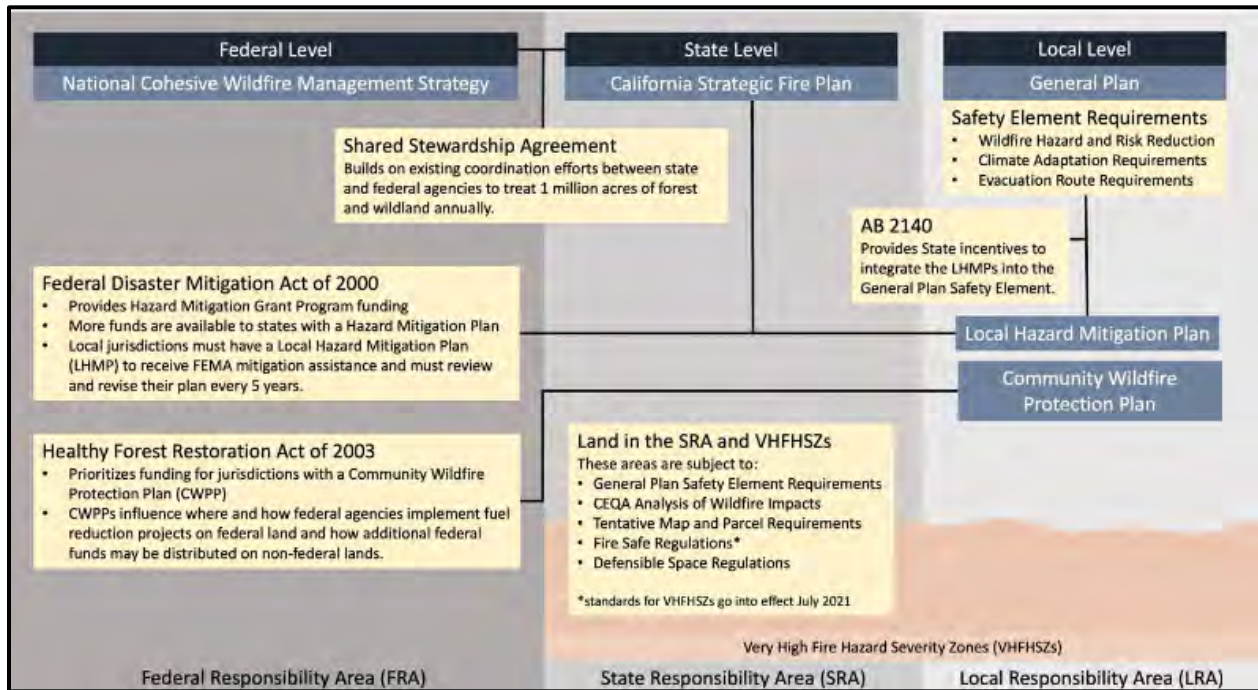 Federal Level
National Cohesive Wildfire Management Strategy
State Level
California Strategic Fire Plan
Local Level
General Plan
Safety Element Requirements
• Wildfire Hazard and Risk Reduction
• Climate Adaptation Requirements
• Evacuation Route Requirements
Shared Stewardship Agreement
Builds on existing coordination efforts between state
and federal agencies to treat 1 million acres of forest
and wildland annually.
AB 2140
Provides State incentives to
integrate the LHMPs into the
General Plan Safety Element.
Federal Disaster Mitigation Act of 2000
• Provides Hazard Mitigation Grant Program funding
• More funds are available to states with a Hazard Mitigation Plan
• Local jurisdictions must have a Local Hazard Mitigation Plan
(LHMP) to receive FEMA mitigation assistance and must review
and revise their plan every 5 years.
Local Hazard Mitigation Plan
Community Wildfire
Protection Plan
Healthy Forest Restoration Act of 2003
• Prioritizes funding for jurisdictions with a Community Wildfire
Protection Plan (CWPP)
• CWPPs influence where and how federal agencies implement fuel
reduction projects on federal land and how additional federal
funds may be distributed on non-federal lands.
Land in the SRA and VHFHSZs
These areas are subject to:
• General Plan Safety Element Requirements
• CEQA Analysis of Wildfire Impacts
• Tentative Map and Parcel Requirements
• Fire Safe Regulations*
• Defensible Space Regulations
*standards for VHFHSZs go into effect July 2021
Very High Fire Hazard Severity Zones (VHFHSZs)
Federal Responsibility Area (FRA)
State Responsibility Area (SRA)
Local Responsibility Area (LRA)